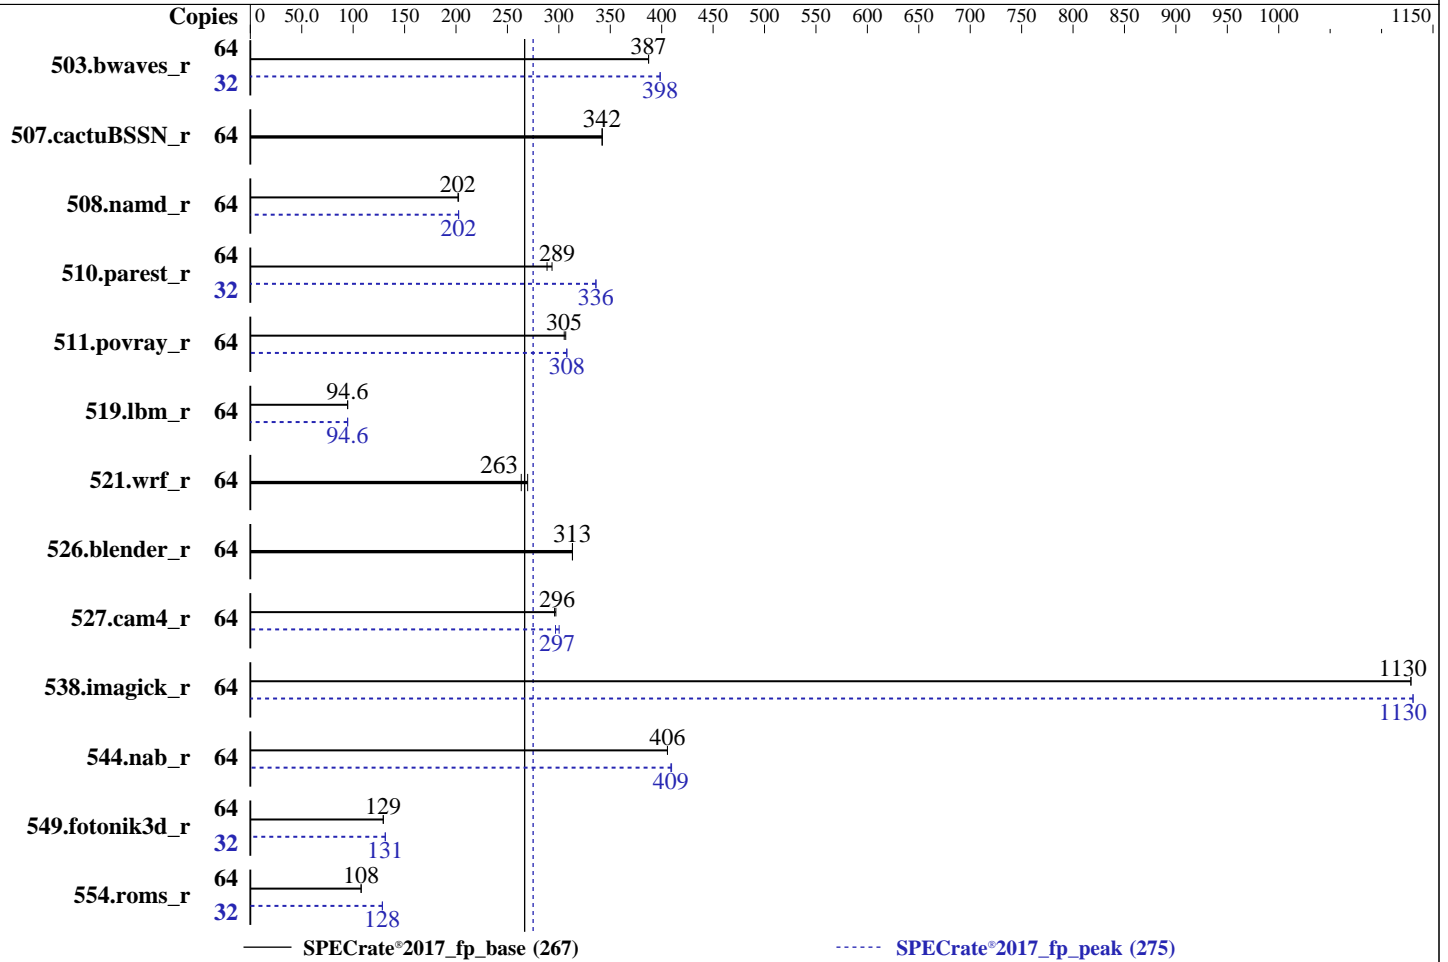 Copies 0 50.0 100 150 200 250 300 350 400 450 500 550 600 650 700 750 800 850 900 950 1000 1150
503.bwaves_r 64 387
32 398
507.cactuBSSN_r 64 342
508.namd_r 64 202
202
510.parest_r 64 289
32 336
511.povray_r 64 305
308
519.lbm_r 64 94.6
94.6
521.wrf_r 64 263
526.blender_r 64 313
527.cam4_r 64 296
297
538.imagick_r 64 1130
1130
544.nab_r 64 406
409
549.fotonik3d_r 64 129
32 131
554.roms_r 64 108
32 128
SPECrate®2017_fp_base (267) SPECrate®2017_fp_peak (275)